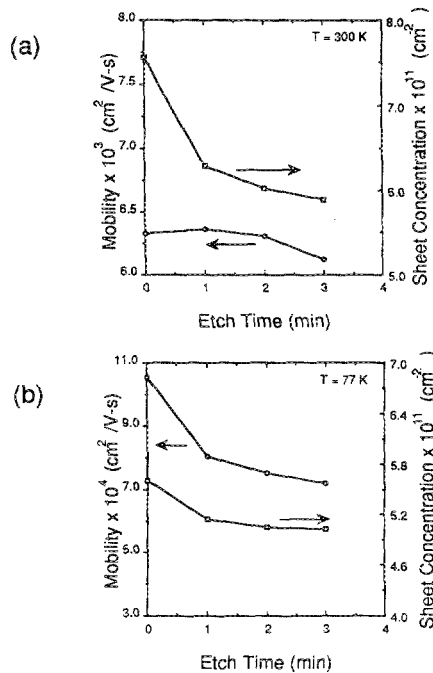 (a)
T = 300 K
Mobility x 10³ (cm² /V-s)
8.0
7.5
7.0
6.5
6.0
Sheet Concentration x 10¹¹ (cm⁻²)
8.0
7.0
6.0
5.0
0 1 2 3 4
Etch Time (min)
(b)
T = 77 K
Mobility x 10⁴ (cm² /V-s)
11.0
9.0
7.0
5.0
3.0
Sheet Concentration x 10¹¹ (cm⁻²)
7.0
6.4
5.8
5.2
4.6
4.0
0 1 2 3 4
Etch Time (min)